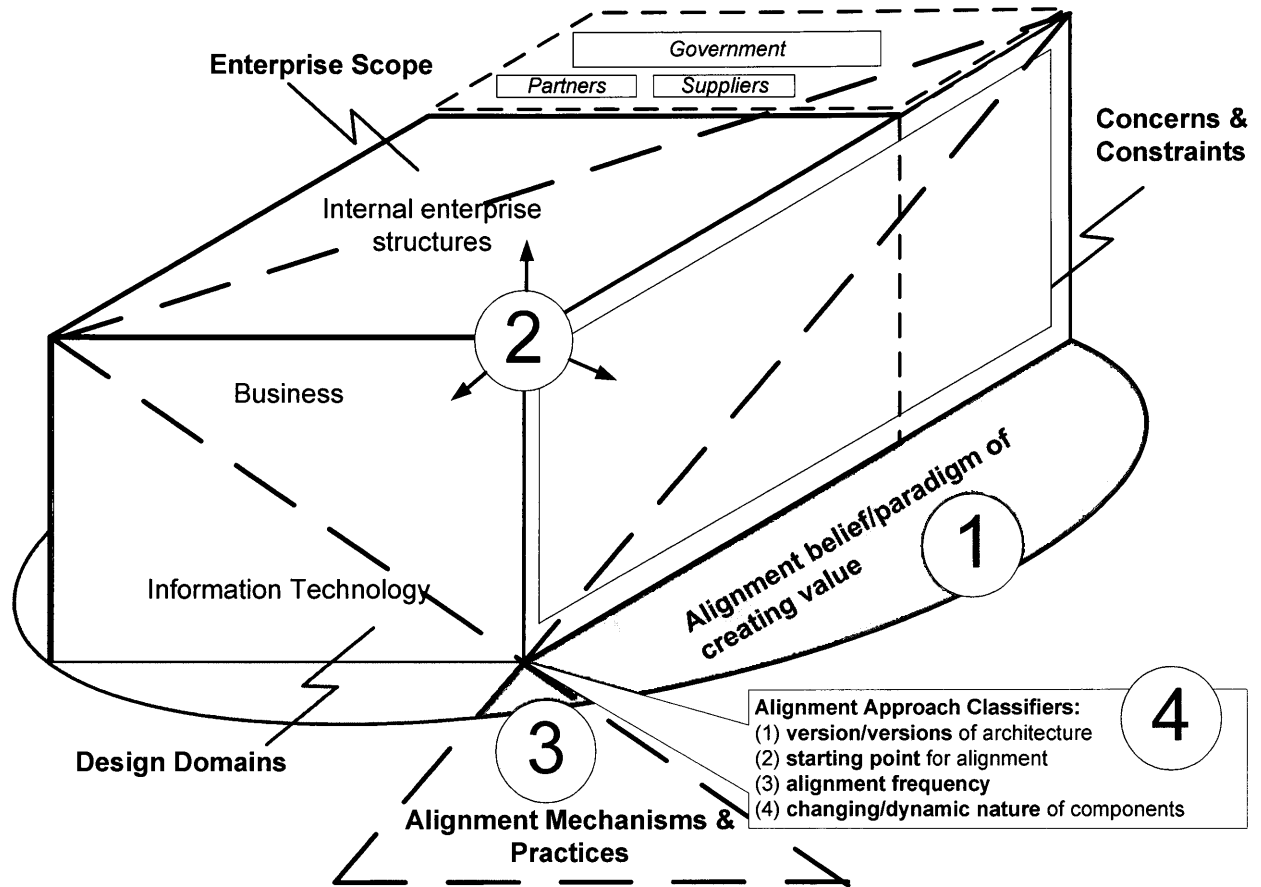 Government
Enterprise Scope
Partners
Suppliers
Concerns &
Constraints
Internal enterprise
structures
2
Business
Alignment belief/paradigm of
creating value
1
Information Technology
Design Domains
3
Alignment Mechanisms &
Practices
4
Alignment Approach Classifiers:
(1) version/versions of architecture
(2) starting point for alignment
(3) alignment frequency
(4) changing/dynamic nature of components